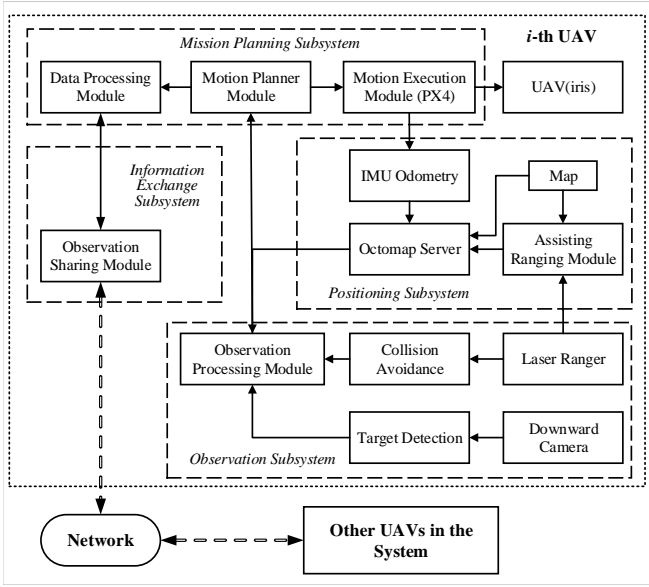 i-th UAV
Mission Planning Subsystem
Data Processing
Module
Motion Planner
Module
Motion Execution
Module (PX4)
UAV(iris)
Information
Exchange
Subsystem
Observation
Sharing Module
IMU Odometry
Map
Octomap Server
Assisting
Ranging Module
Positioning Subsystem
Observation
Processing Module
Collision
Avoidance
Laser Ranger
Target Detection
Downward
Camera
Observation Subsystem
Network
Other UAVs in the
System